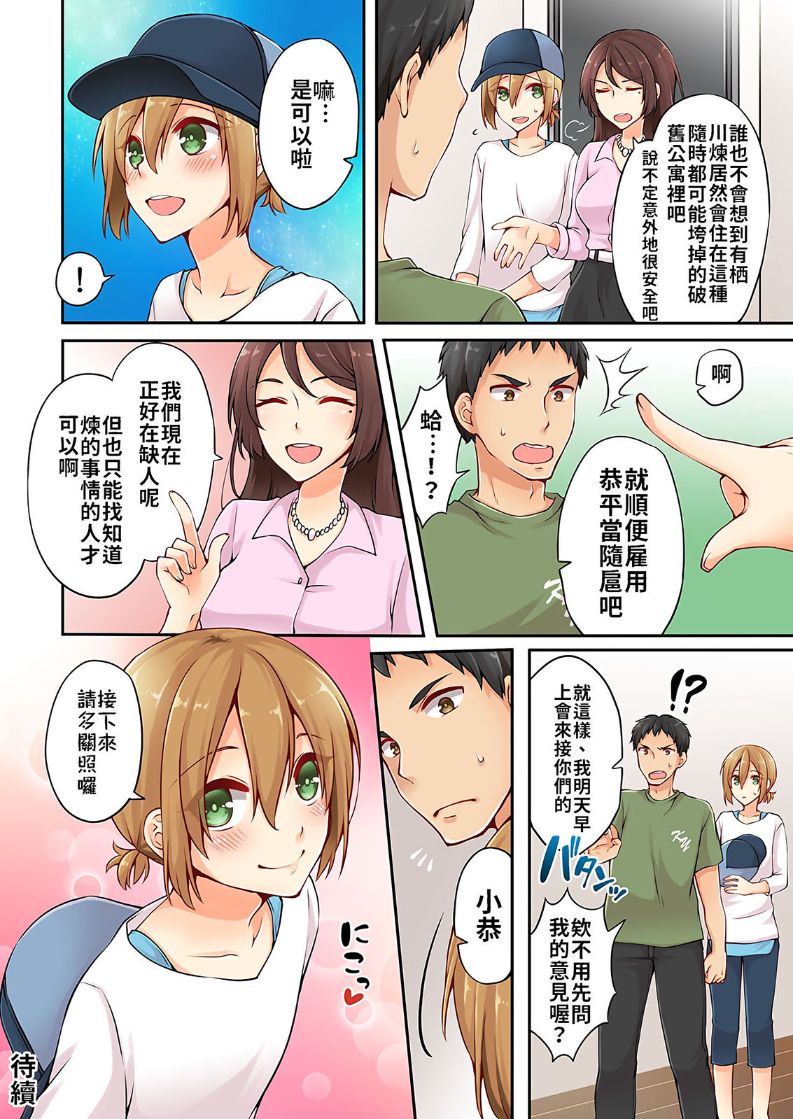 誰也不會想到有栖
川煉居然會住在這種
隨時都可能垮掉的破
舊公寓裡吧
說不定意外地很安全吧
嘛…
是可以啦
!
啊
就順便雇用
恭平當隨扈吧
蛤…!?
我們現在
正好在缺人呢
但也只能找知道
煉的事情的人才
可以啊
!?
就這樣、我明天早
上會來接你們的
バタンッ
欸不用先問
我的意見喔?
小恭
接下來
請多關照囉
にこっ♥
待續